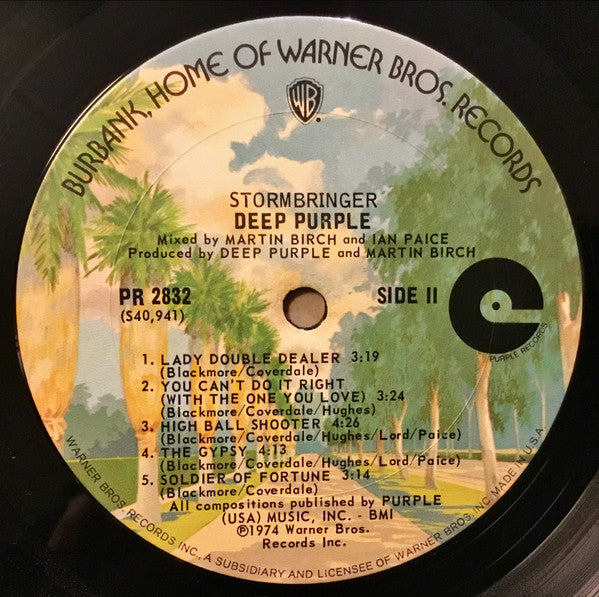 BURBANK, HOME OF WARNER BROS. RECORDS
WB
STORMBRINGER
DEEP PURPLE
Mixed by MARTIN BIRCH and IAN PAICE
Produced by DEEP PURPLE and MARTIN BIRCH
PR 2832
(S40,941)
SIDE II
PURPLE RECORDS
1. LADY DOUBLE DEALER 3:19
(Blackmore/Coverdale)
2. YOU CAN'T DO IT RIGHT
(WITH THE ONE YOU LOVE) 3:24
(Blackmore/Coverdale/Hughes)
3. HIGH BALL SHOOTER 4:26
(Blackmore/Coverdale/Hughes/Lord/Paice)
4. THE GYPSY 4:13
(Blackmore/Coverdale/Hughes/Lord/Paice)
5. SOLDIER OF FORTUNE 3:14
(Blackmore/Coverdale)
All compositions published by PURPLE
(USA) MUSIC, INC. - BMI
℗1974 Warner Bros.
Records Inc.
WARNER BROS. RECORDS INC., A SUBSIDIARY AND LICENSEE OF WARNER BROS. INC. MADE IN U.S.A.